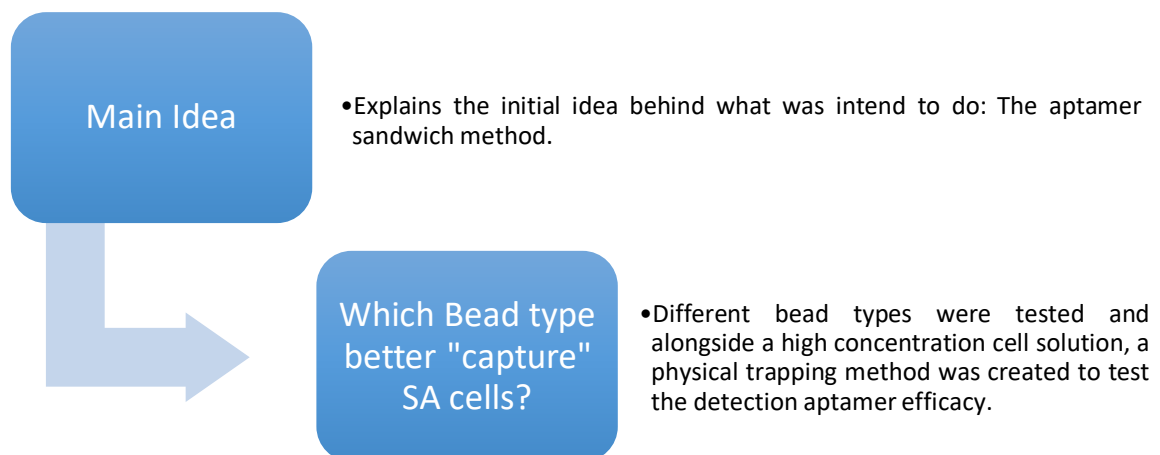 Main Idea
•Explains the initial idea behind what was intend to do: The aptamer
sandwich method.
Which Bead type
better "capture"
SA cells?
•Different bead types were tested and
alongside a high concentration cell solution, a
physical trapping method was created to test
the detection aptamer efficacy.